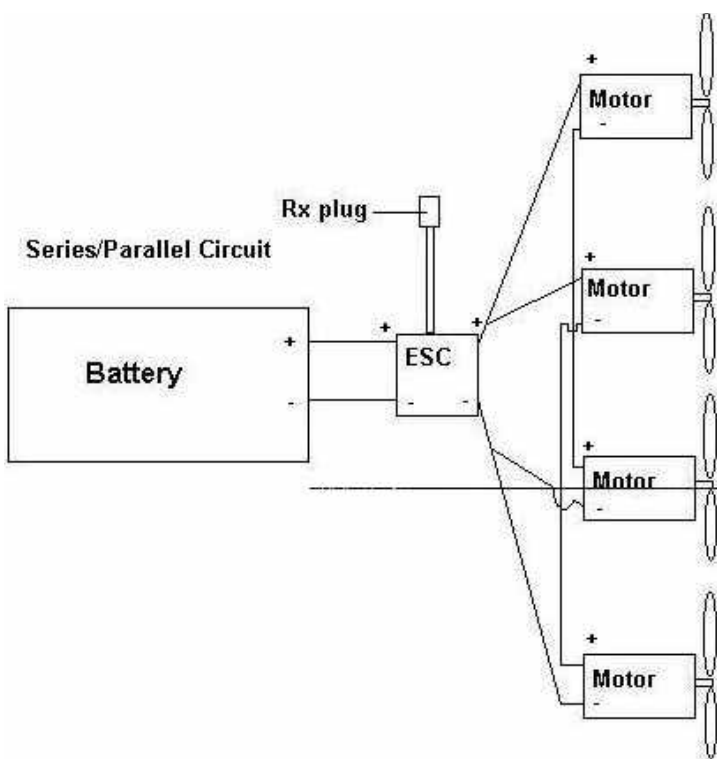 +
Motor
-
Rx plug
Series/Parallel Circuit
+
Motor
-
+
+
+
ESC
Battery
-
-
-
+
Motor
-
+
Motor
-